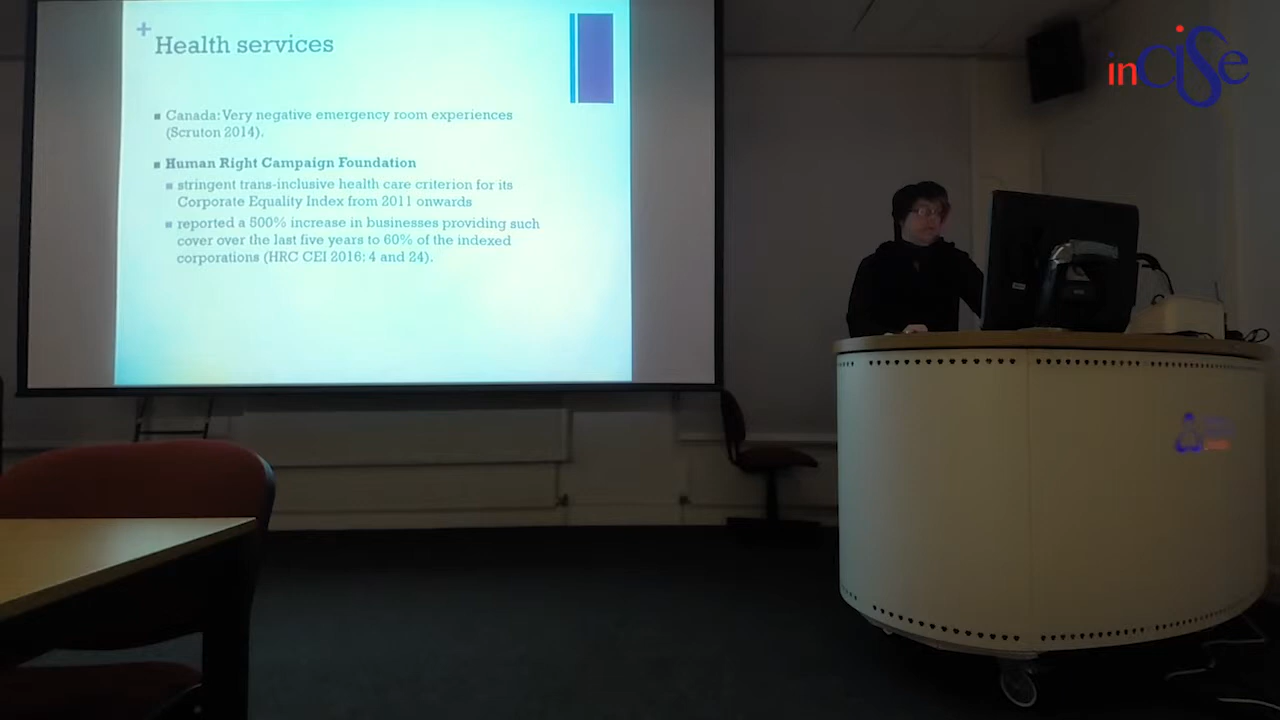 +
Health services
Canada: Very negative emergency room experiences
(Scruton 2014).
Human Right Campaign Foundation
stringent trans-inclusive health care criterion for its
Corporate Equality Index from 2011 onwards
reported a 500% increase in businesses providing such
cover over the last five years to 60% of the indexed
corporations (HRC CEI 2016: 4 and 24).
inCISe